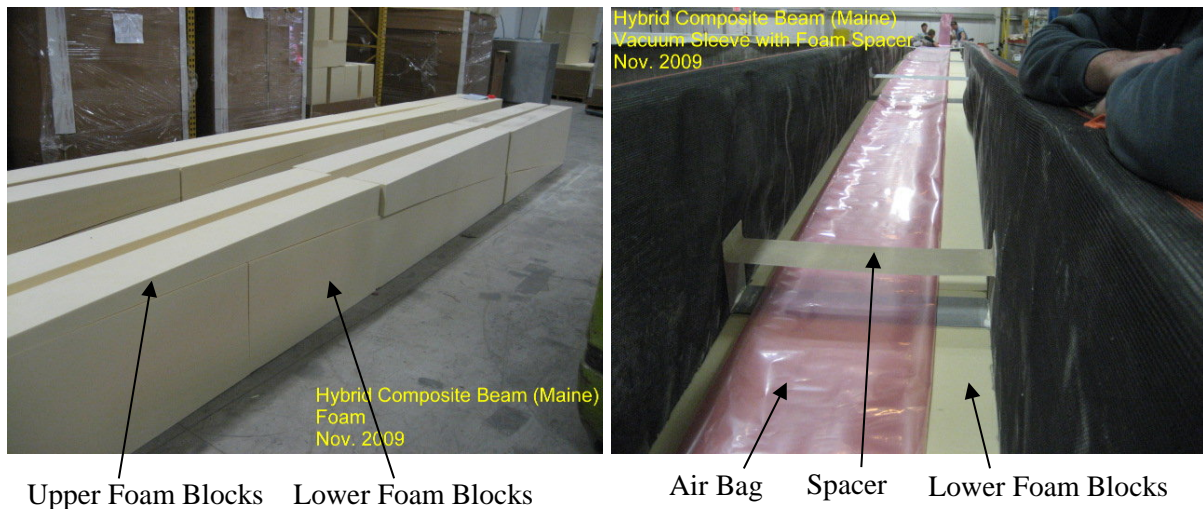 Hybrid Composite Beam (Maine)
Foam
Nov. 2009
Hybrid Composite Beam (Maine)
Vacuum Sleeve with Foam Spacer
Nov. 2009
Upper Foam Blocks
Lower Foam Blocks
Air Bag
Spacer
Lower Foam Blocks